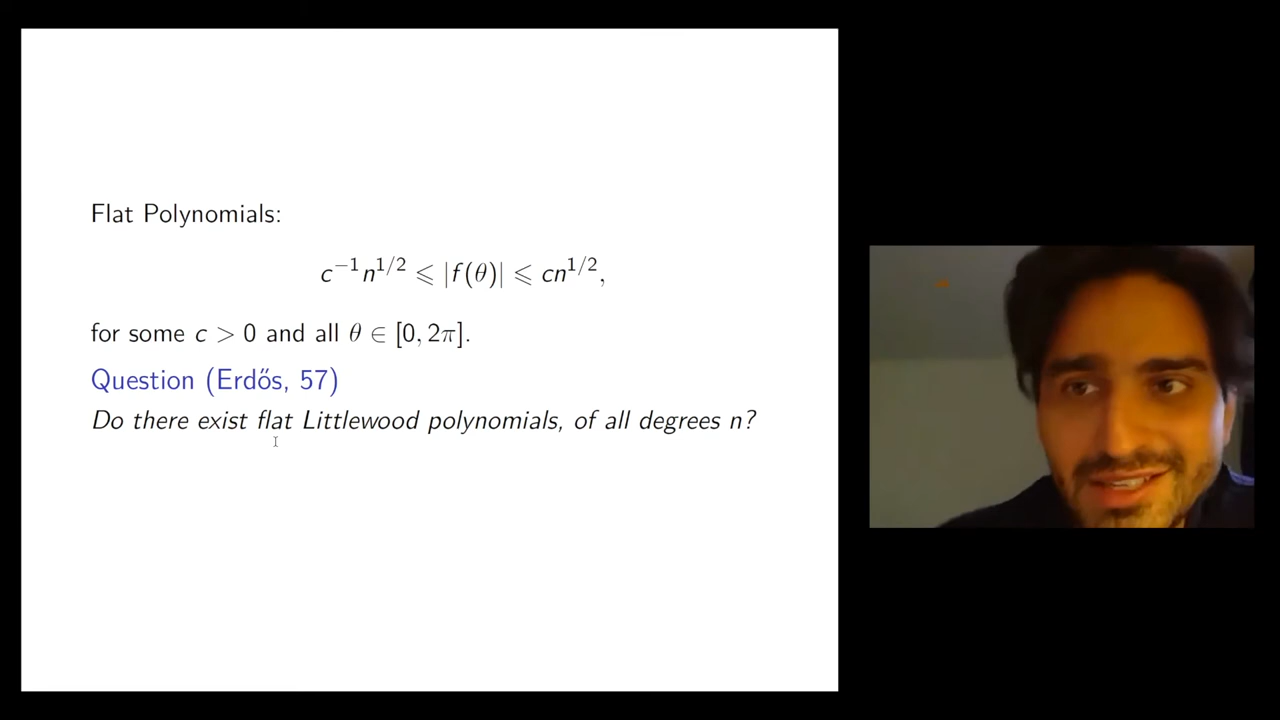 Flat Polynomials:
c⁻¹n^{1/2} ⩽ |f(θ)| ⩽ cn^{1/2},
for some c > 0 and all θ ∈ [0, 2π].
Question (Erdős, 57)
Do there exist flat Littlewood polynomials, of all degrees n?